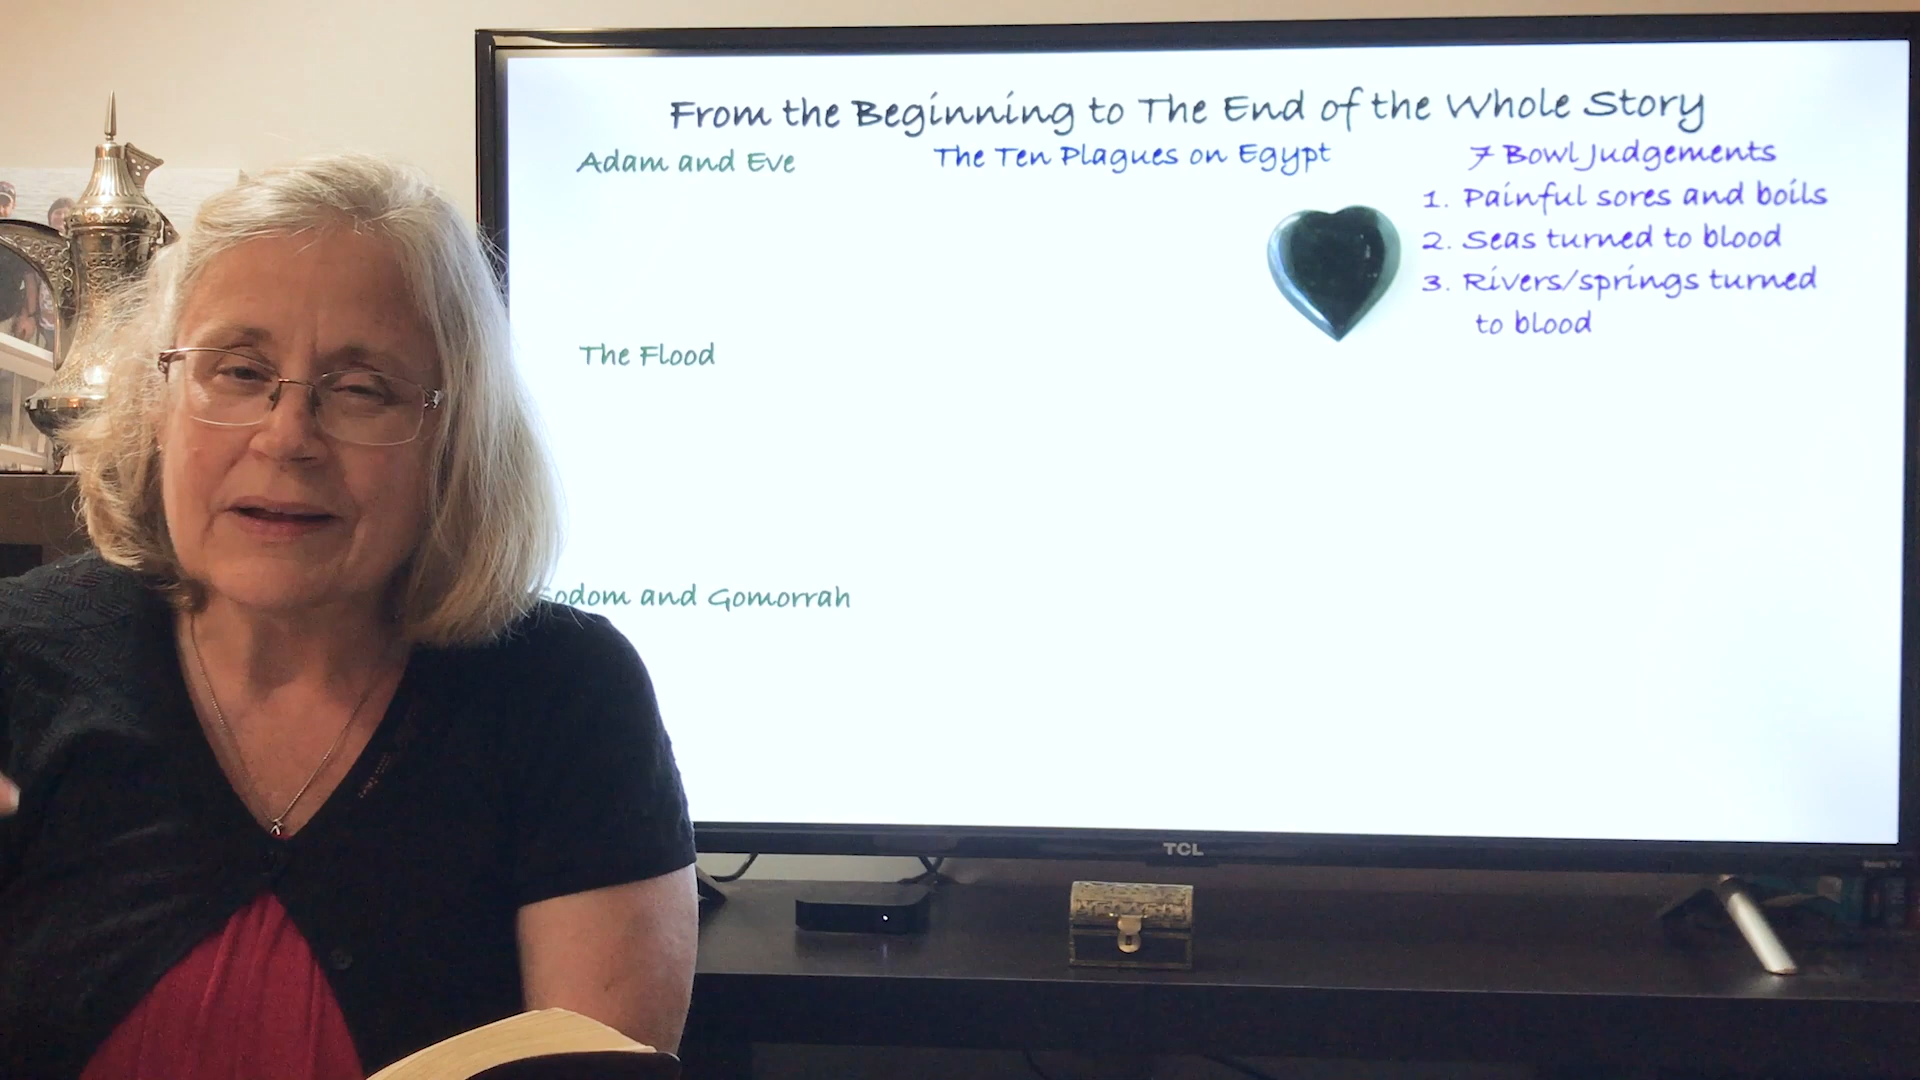 From the Beginning to The End of the Whole Story
Adam and Eve
The Flood
Sodom and Gomorrah
The Ten Plagues on Egypt
7 Bowl Judgements
1. Painful sores and boils
2. Seas turned to blood
3. Rivers/springs turned
to blood
TCL